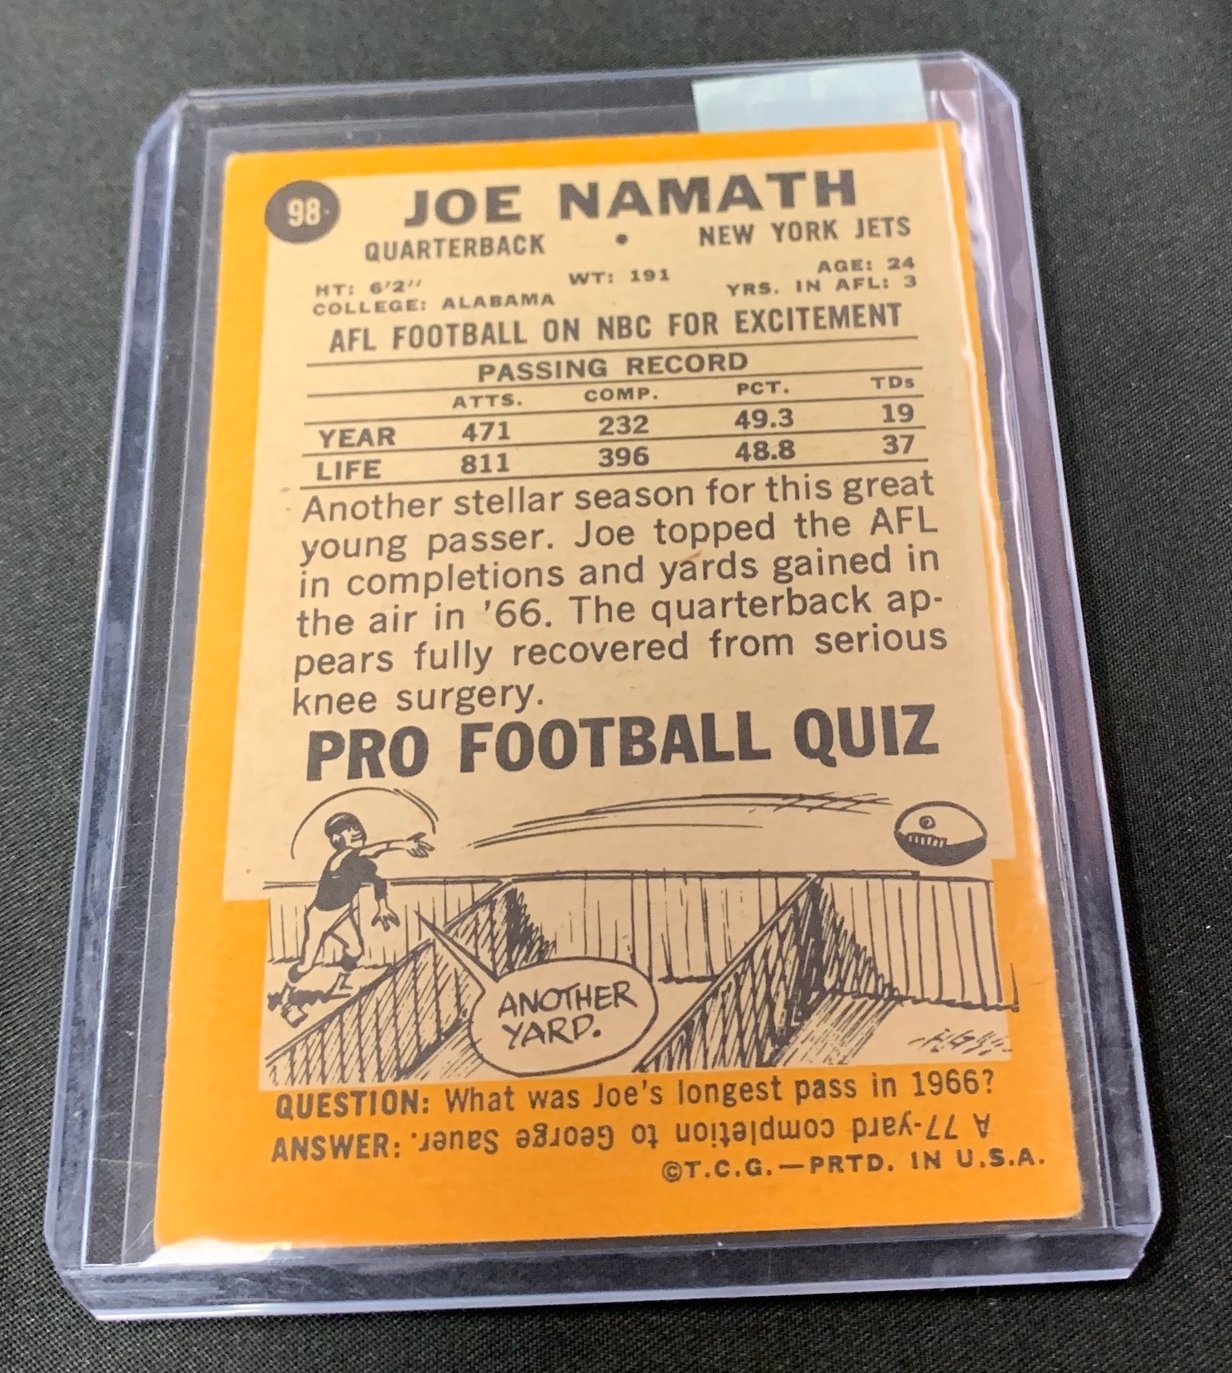 98
JOE NAMATH
QUARTERBACK • NEW YORK JETS
HT: 6'2" WT: 191 AGE: 24
COLLEGE: ALABAMA YRS. IN AFL: 3
AFL FOOTBALL ON NBC FOR EXCITEMENT
PASSING RECORD
ATTS. COMP. PCT. TDs
YEAR 471 232 49.3 19
LIFE 811 396 48.8 37
Another stellar season for this great
young passer. Joe topped the AFL
in completions and yards gained in
the air in '66. The quarterback ap-
pears fully recovered from serious
knee surgery.
PRO FOOTBALL QUIZ
ANOTHER
YARD.
QUESTION: What was Joe's longest pass in 1966?
ANSWER: A 77-yard completion to George Sauer.
©T.C.G.—PRTD. IN U.S.A.